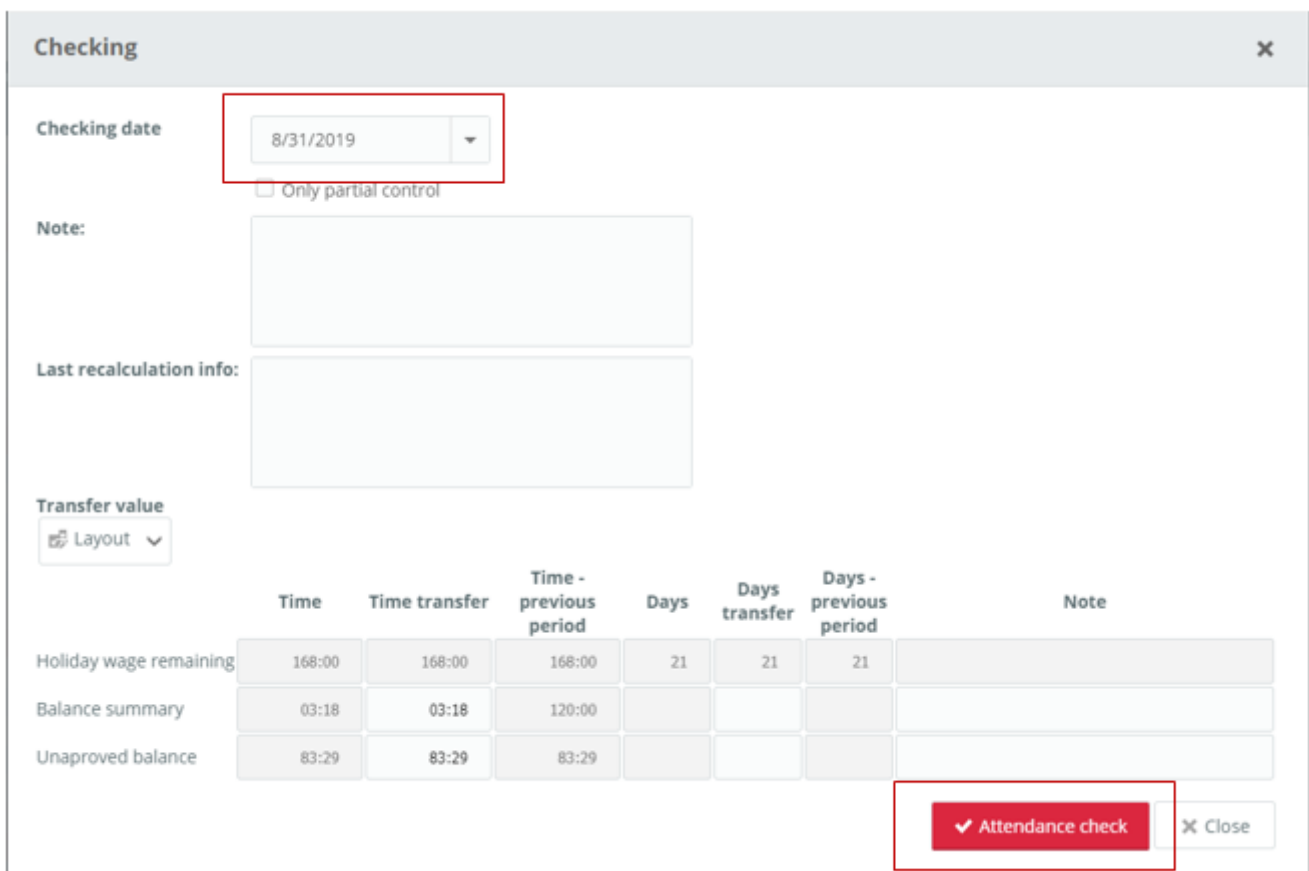 Checking
Checking date
8/31/2019
Only partial control
Note:
Last recalculation info:
Transfer value
Layout
Time Time transfer Time - previous period Days Days transfer Days - previous period Note
Holiday wage remaining 168:00 168:00 168:00 21 21 21
Balance summary 03:18 03:18 120:00
Unaproved balance 83:29 83:29 83:29
Attendance check Close